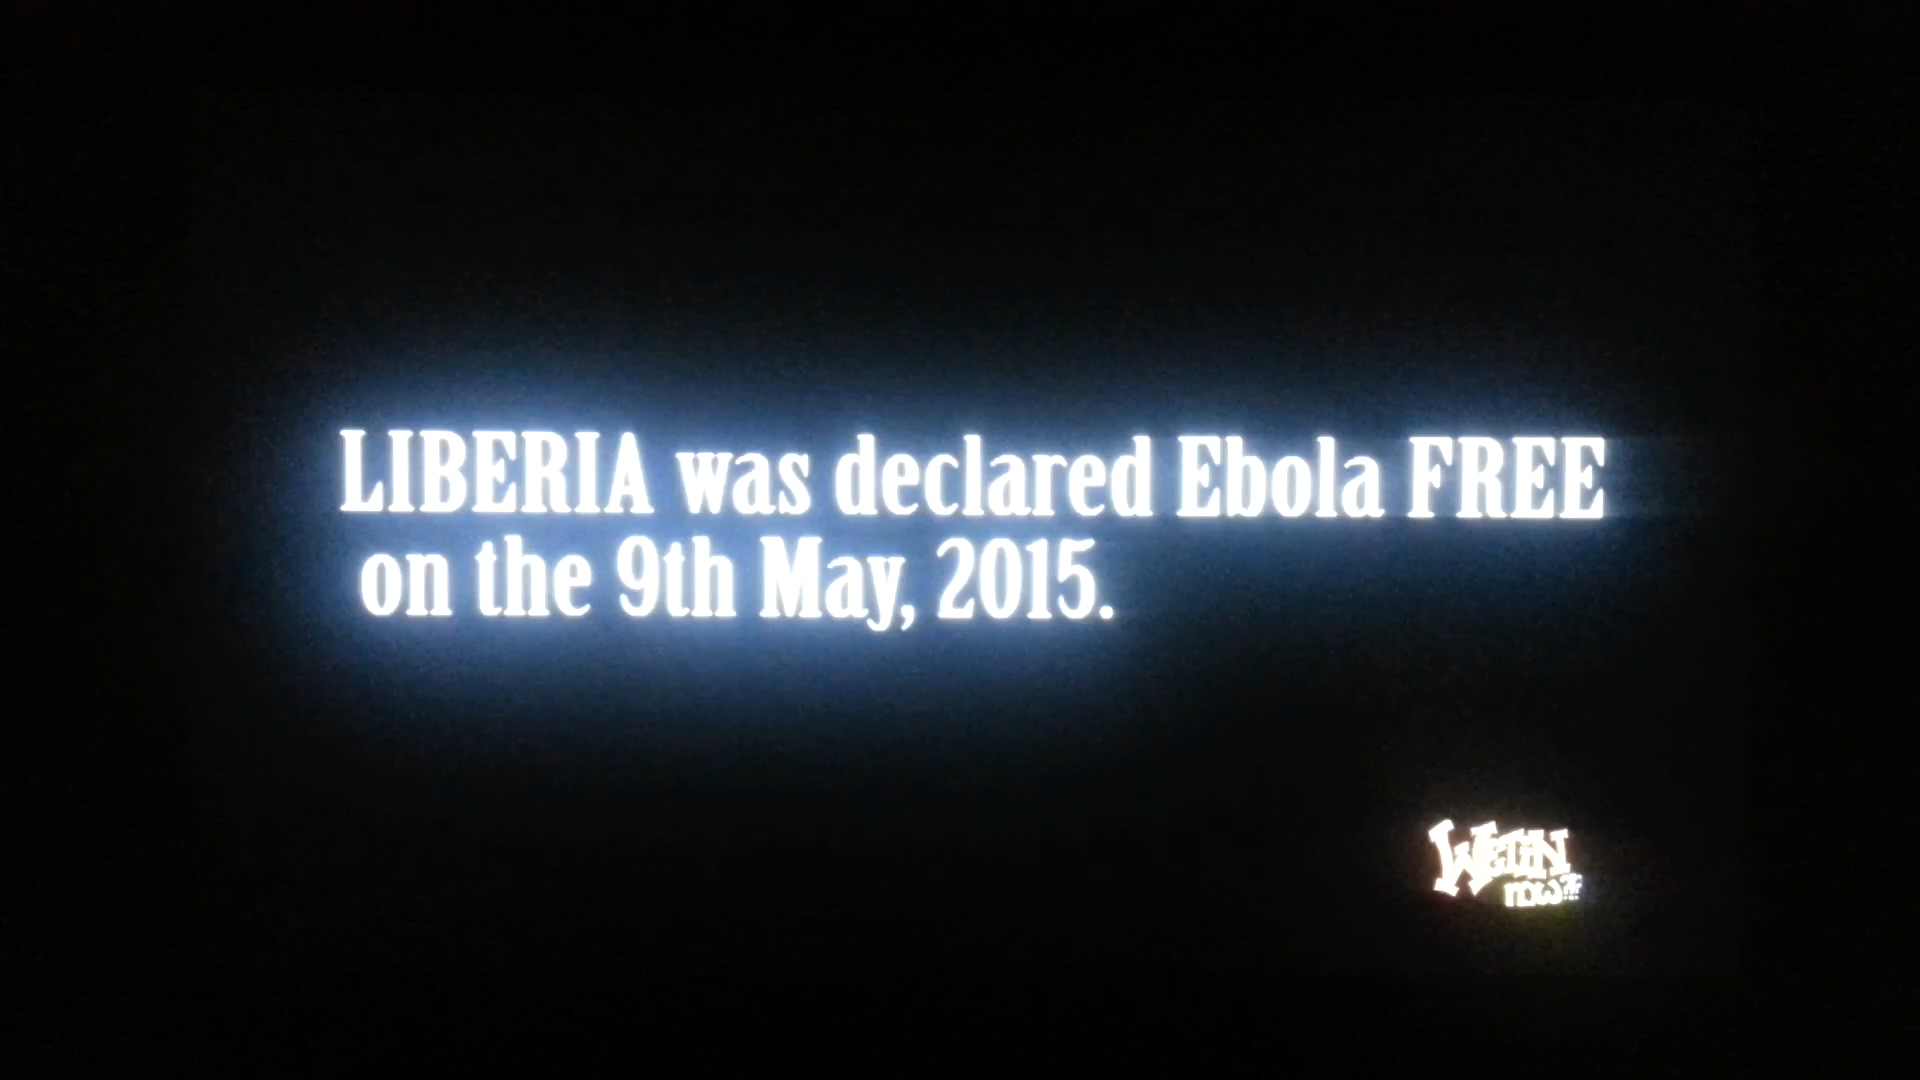 LIBERIA was declared Ebola FREE
on the 9th May, 2015.
WETIN
now?!